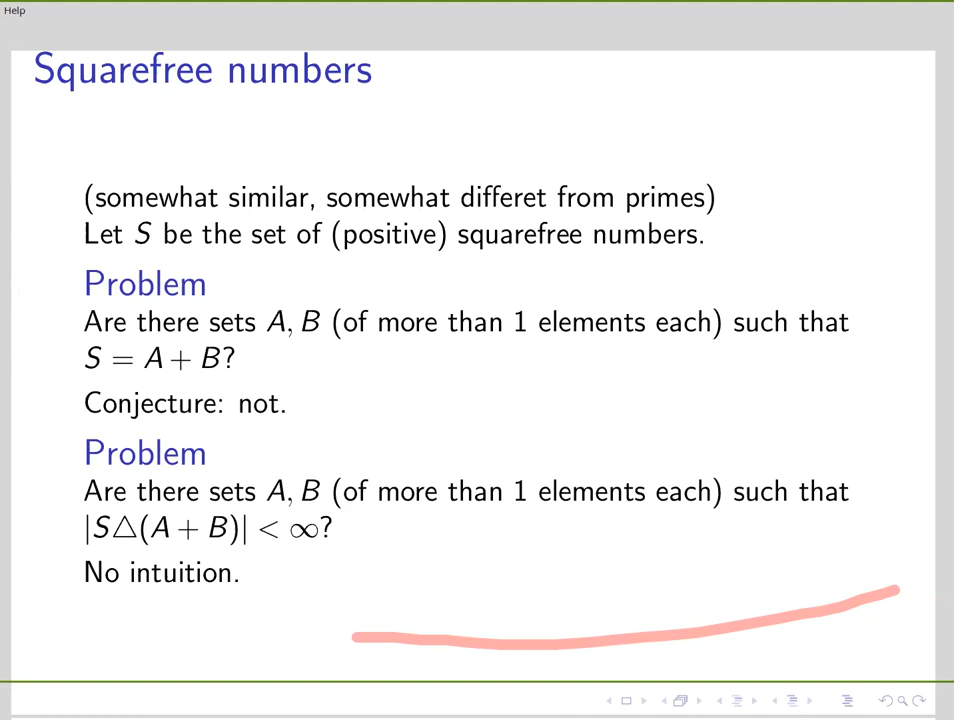 Help
Squarefree numbers
(somewhat similar, somewhat differet from primes)
Let S be the set of (positive) squarefree numbers.
Problem
Are there sets A, B (of more than 1 elements each) such that
S = A + B?
Conjecture: not.
Problem
Are there sets A, B (of more than 1 elements each) such that
|S△(A + B)| < ∞?
No intuition.